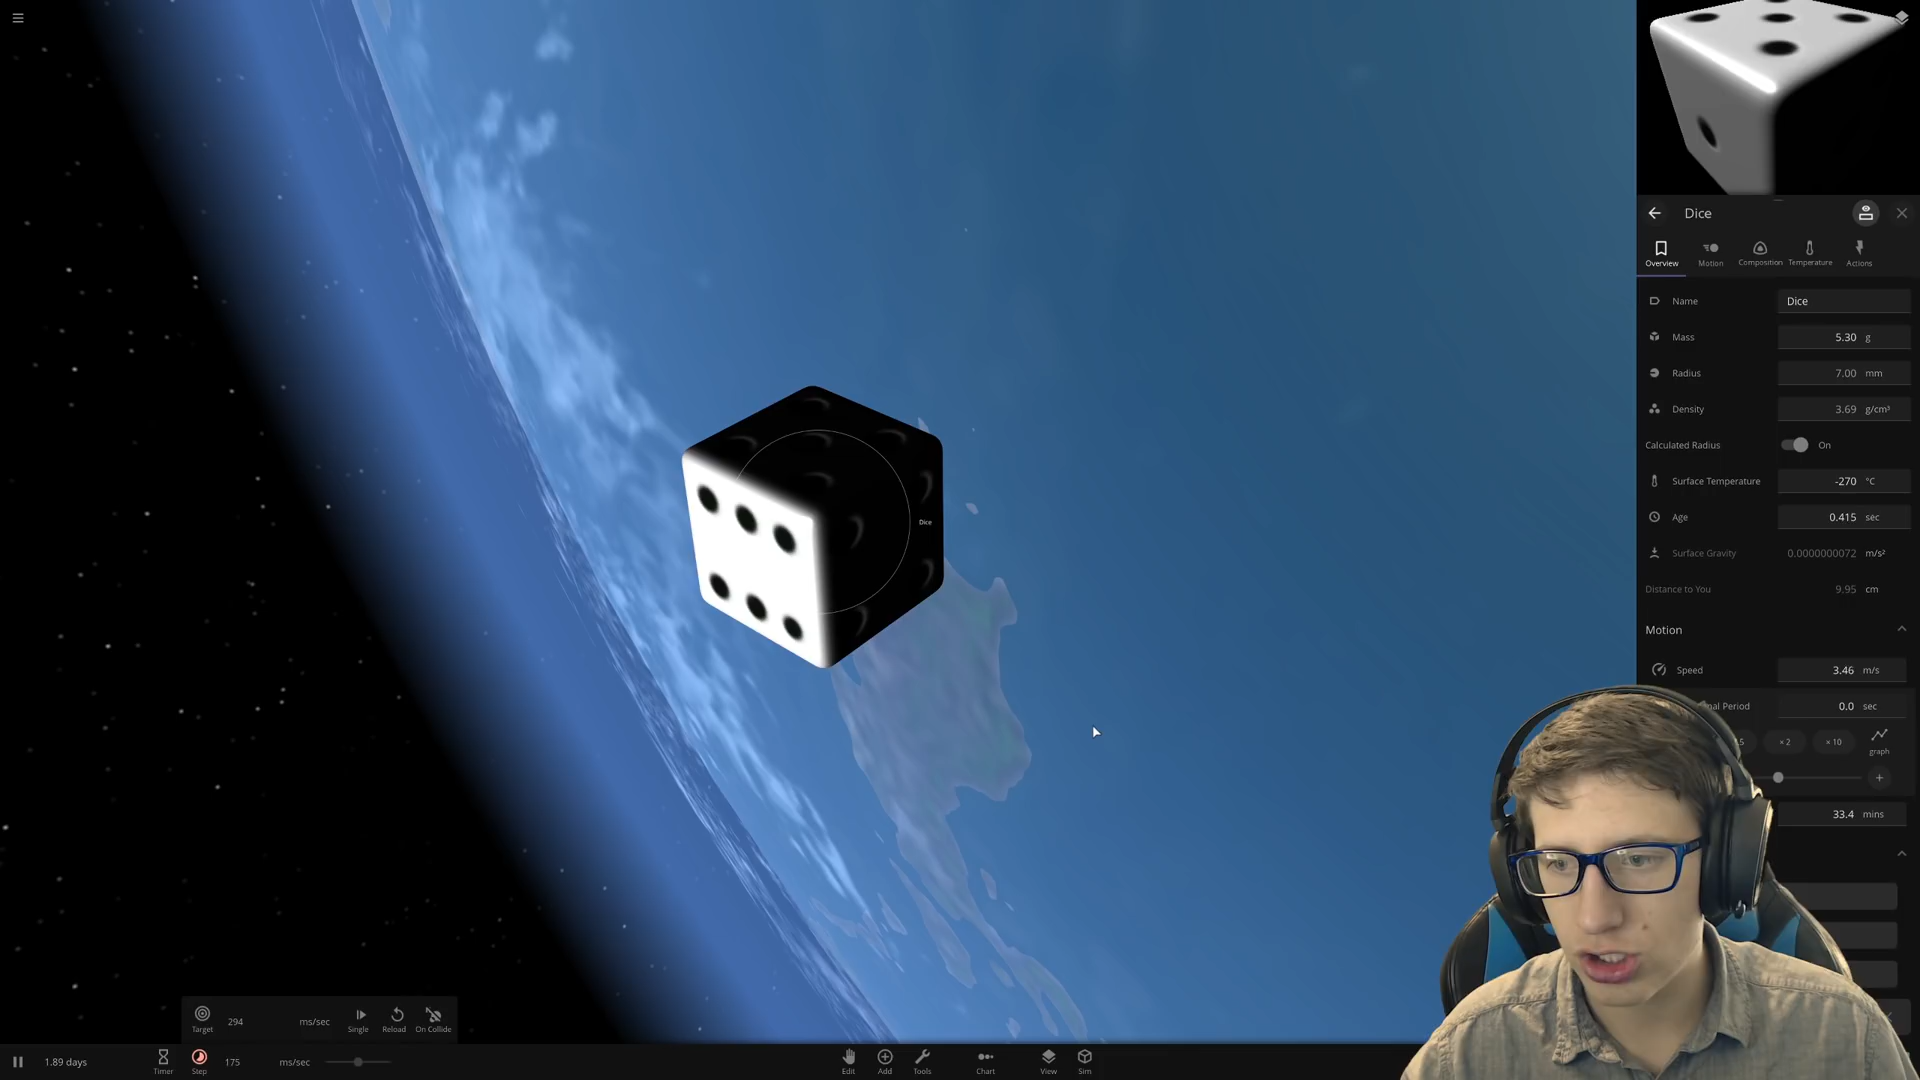 Dice
Overview
Motion
Composition
Temperature
Actions
Name Dice
Mass 5.30 g
Radius 7.00 mm
Density 3.69 g/cm³
Calculated Radius On
Surface Temperature -270 °C
Age 0.415 sec
Surface Gravity 0.0000000072 m/s²
Distance to You 9.95 cm
Motion
Speed 3.46 m/s
Period 0.0 sec
× 2 × 10 graph
33.4 mins
Dice
Target 294 ms/sec Single Reload On Collide
1.89 days Timer Step 175 ms/sec
Edit Add Tools Chart View Sim